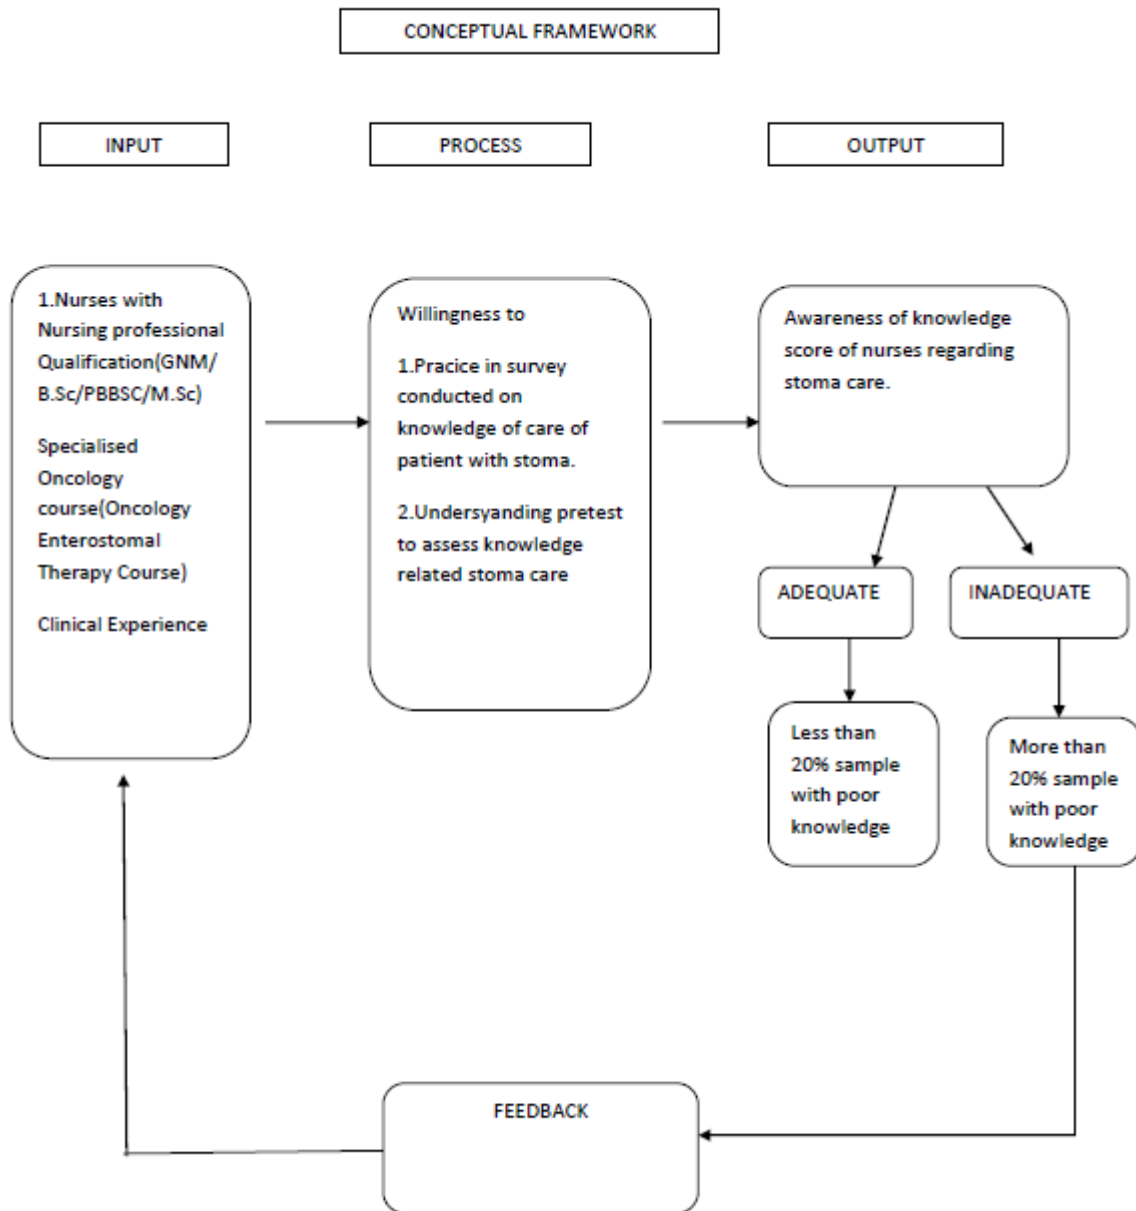 CONCEPTUAL FRAMEWORK
INPUT
PROCESS
OUTPUT
1.Nurses with
Nursing professional
Qualification(GNM/
B.Sc/PBBSC/M.Sc)
Specialised
Oncology
course(Oncology
Enterostomal
Therapy Course)
Clinical Experience
Willingness to
1.Pracice in survey
conducted on
knowledge of care of
patient with stoma.
2.Undersyanding pretest
to assess knowledge
related stoma care
Awareness of knowledge
score of nurses regarding
stoma care.
ADEQUATE
INADEQUATE
Less than
20% sample
with poor
knowledge
More than
20% sample
with poor
knowledge
FEEDBACK